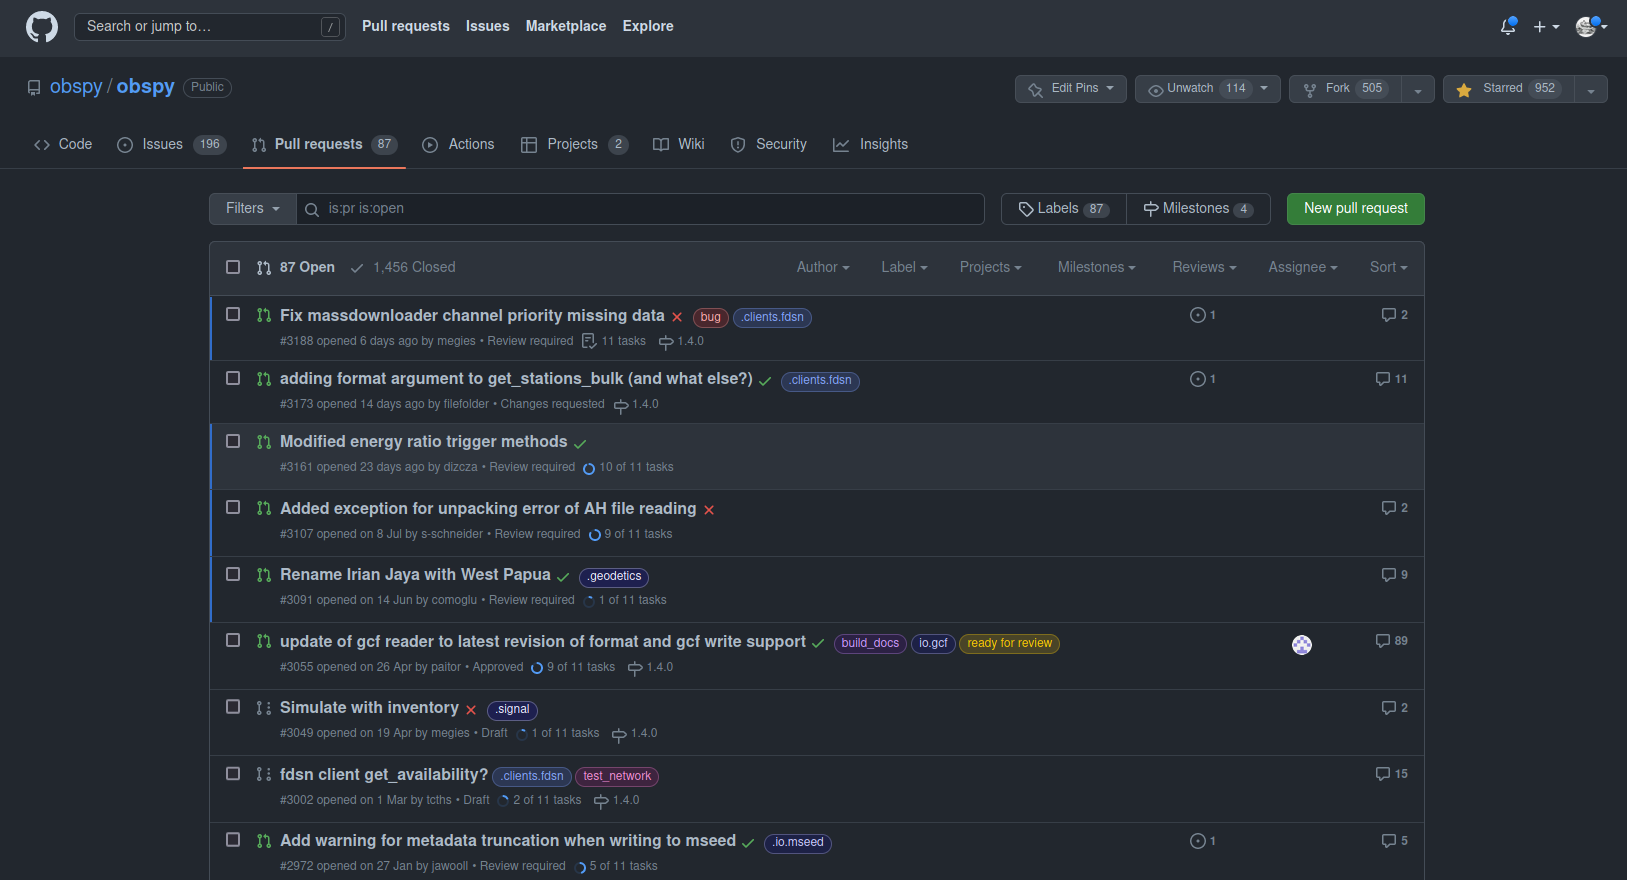 Search or jump to… /
Pull requests Issues Marketplace Explore
obspy / obspy Public
Edit Pins Unwatch 114 Fork 505 Starred 952
Code Issues 196 Pull requests 87 Actions Projects 2 Wiki Security Insights
Filters is:pr is:open Labels 87 Milestones 4 New pull request
87 Open 1,456 Closed Author Label Projects Milestones Reviews Assignee Sort
Fix massdownloader channel priority missing data bug .clients.fdsn 1 2
#3188 opened 6 days ago by megies • Review required 11 tasks 1.4.0
adding format argument to get_stations_bulk (and what else?) .clients.fdsn 1 11
#3173 opened 14 days ago by filefolder • Changes requested 1.4.0
Modified energy ratio trigger methods
#3161 opened 23 days ago by dizcza • Review required 10 of 11 tasks
Added exception for unpacking error of AH file reading 2
#3107 opened on 8 Jul by s-schneider • Review required 9 of 11 tasks
Rename Irian Jaya with West Papua .geodetics 9
#3091 opened on 14 Jun by comoglu • Review required 1 of 11 tasks
update of gcf reader to latest revision of format and gcf write support build_docs io.gcf ready for review 89
#3055 opened on 26 Apr by paitor • Approved 9 of 11 tasks 1.4.0
Simulate with inventory .signal 2
#3049 opened on 19 Apr by megies • Draft 1 of 11 tasks 1.4.0
fdsn client get_availability? .clients.fdsn test_network 15
#3002 opened on 1 Mar by tcths • Draft 2 of 11 tasks 1.4.0
Add warning for metadata truncation when writing to mseed .io.mseed 1 5
#2972 opened on 27 Jan by jawooll • Review required 5 of 11 tasks